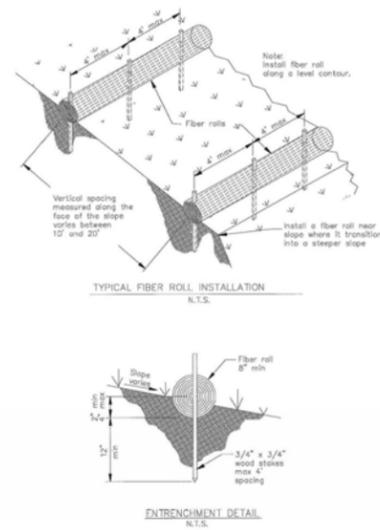 4' max
4' max
Note:
Install fiber roll
along a level contour.
Fiber rolls
4' max
4' max
Vertical spacing
measured along the
face of the slope
varies between
10' and 20'
Install a fiber roll near
slope where it transitions
into a steeper slope
TYPICAL FIBER ROLL INSTALLATION
N.T.S.
Slope
varies
Fiber roll
8" min
2" min
4" max
12"
min
3/4" x 3/4"
wood stakes
max 4'
spacing
ENTRENCHMENT DETAIL
N.T.S.